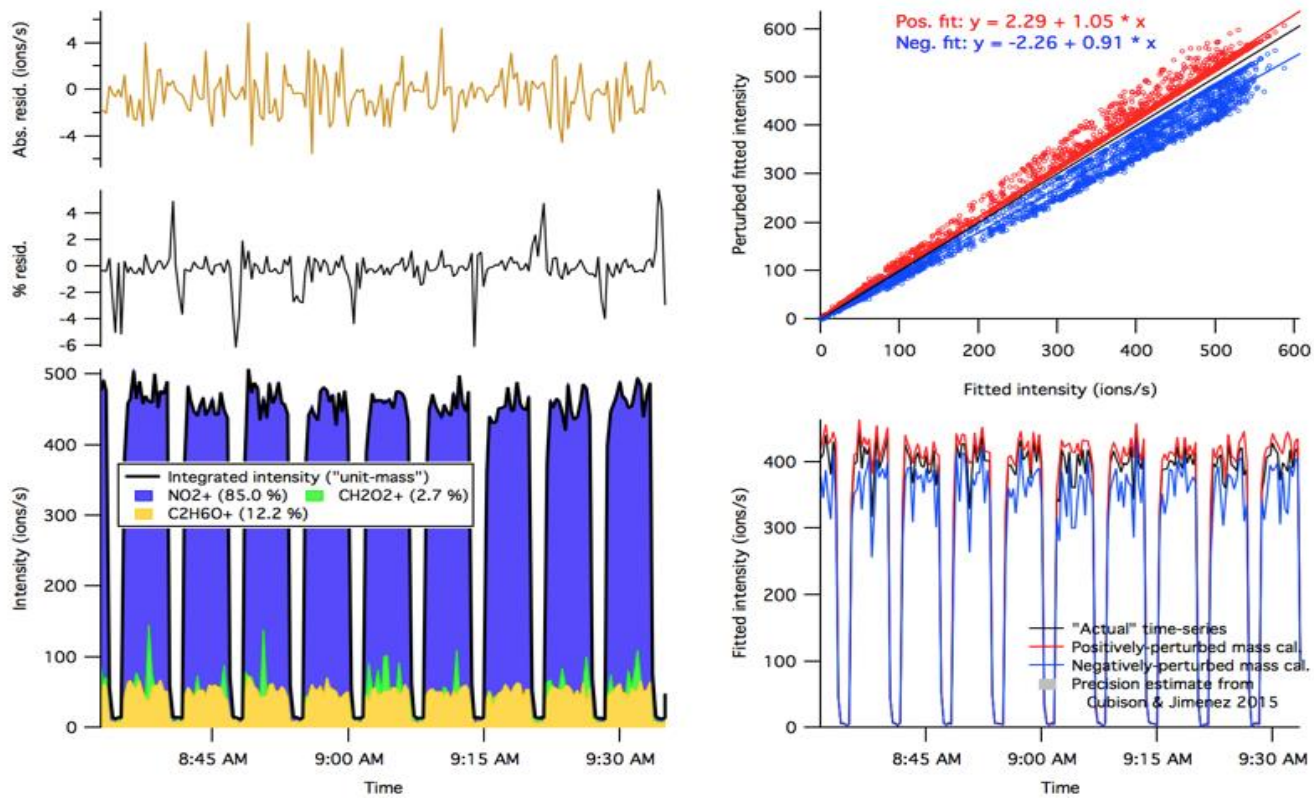 Abs. resid. (ions/s)
4
0
-4
% resid.
4
2
0
-2
-4
-6
Intensity (ions/s)
500
400
300
200
100
0
Integrated intensity ("unit-mass")
NO2+ (85.0 %) CH2O2+ (2.7 %)
C2H6O+ (12.2 %)
8:45 AM 9:00 AM 9:15 AM 9:30 AM
Time
Pos. fit: y = 2.29 + 1.05 * x
Neg. fit: y = -2.26 + 0.91 * x
Perturbed fitted intensity
600
500
400
300
200
100
0
0 100 200 300 400 500 600
Fitted intensity (ions/s)
Fitted intensity (ions/s)
400
300
200
100
0
"Actual" time-series
Positively-perturbed mass cal.
Negatively-perturbed mass cal.
Precision estimate from
Cubison & Jimenez 2015
8:45 AM 9:00 AM 9:15 AM 9:30 AM
Time